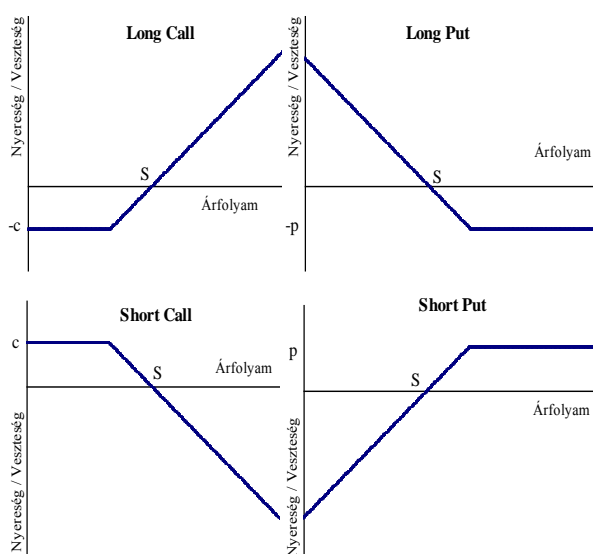 Long Call
Nyereség / Veszteség
S
Árfolyam
-c
Long Put
Nyereség / Veszteség
Árfolyam
S
-p
Short Call
c
S
Árfolyam
Nyereség / Veszteség
Short Put
p
S
Árfolyam
Nyereség / Veszteség